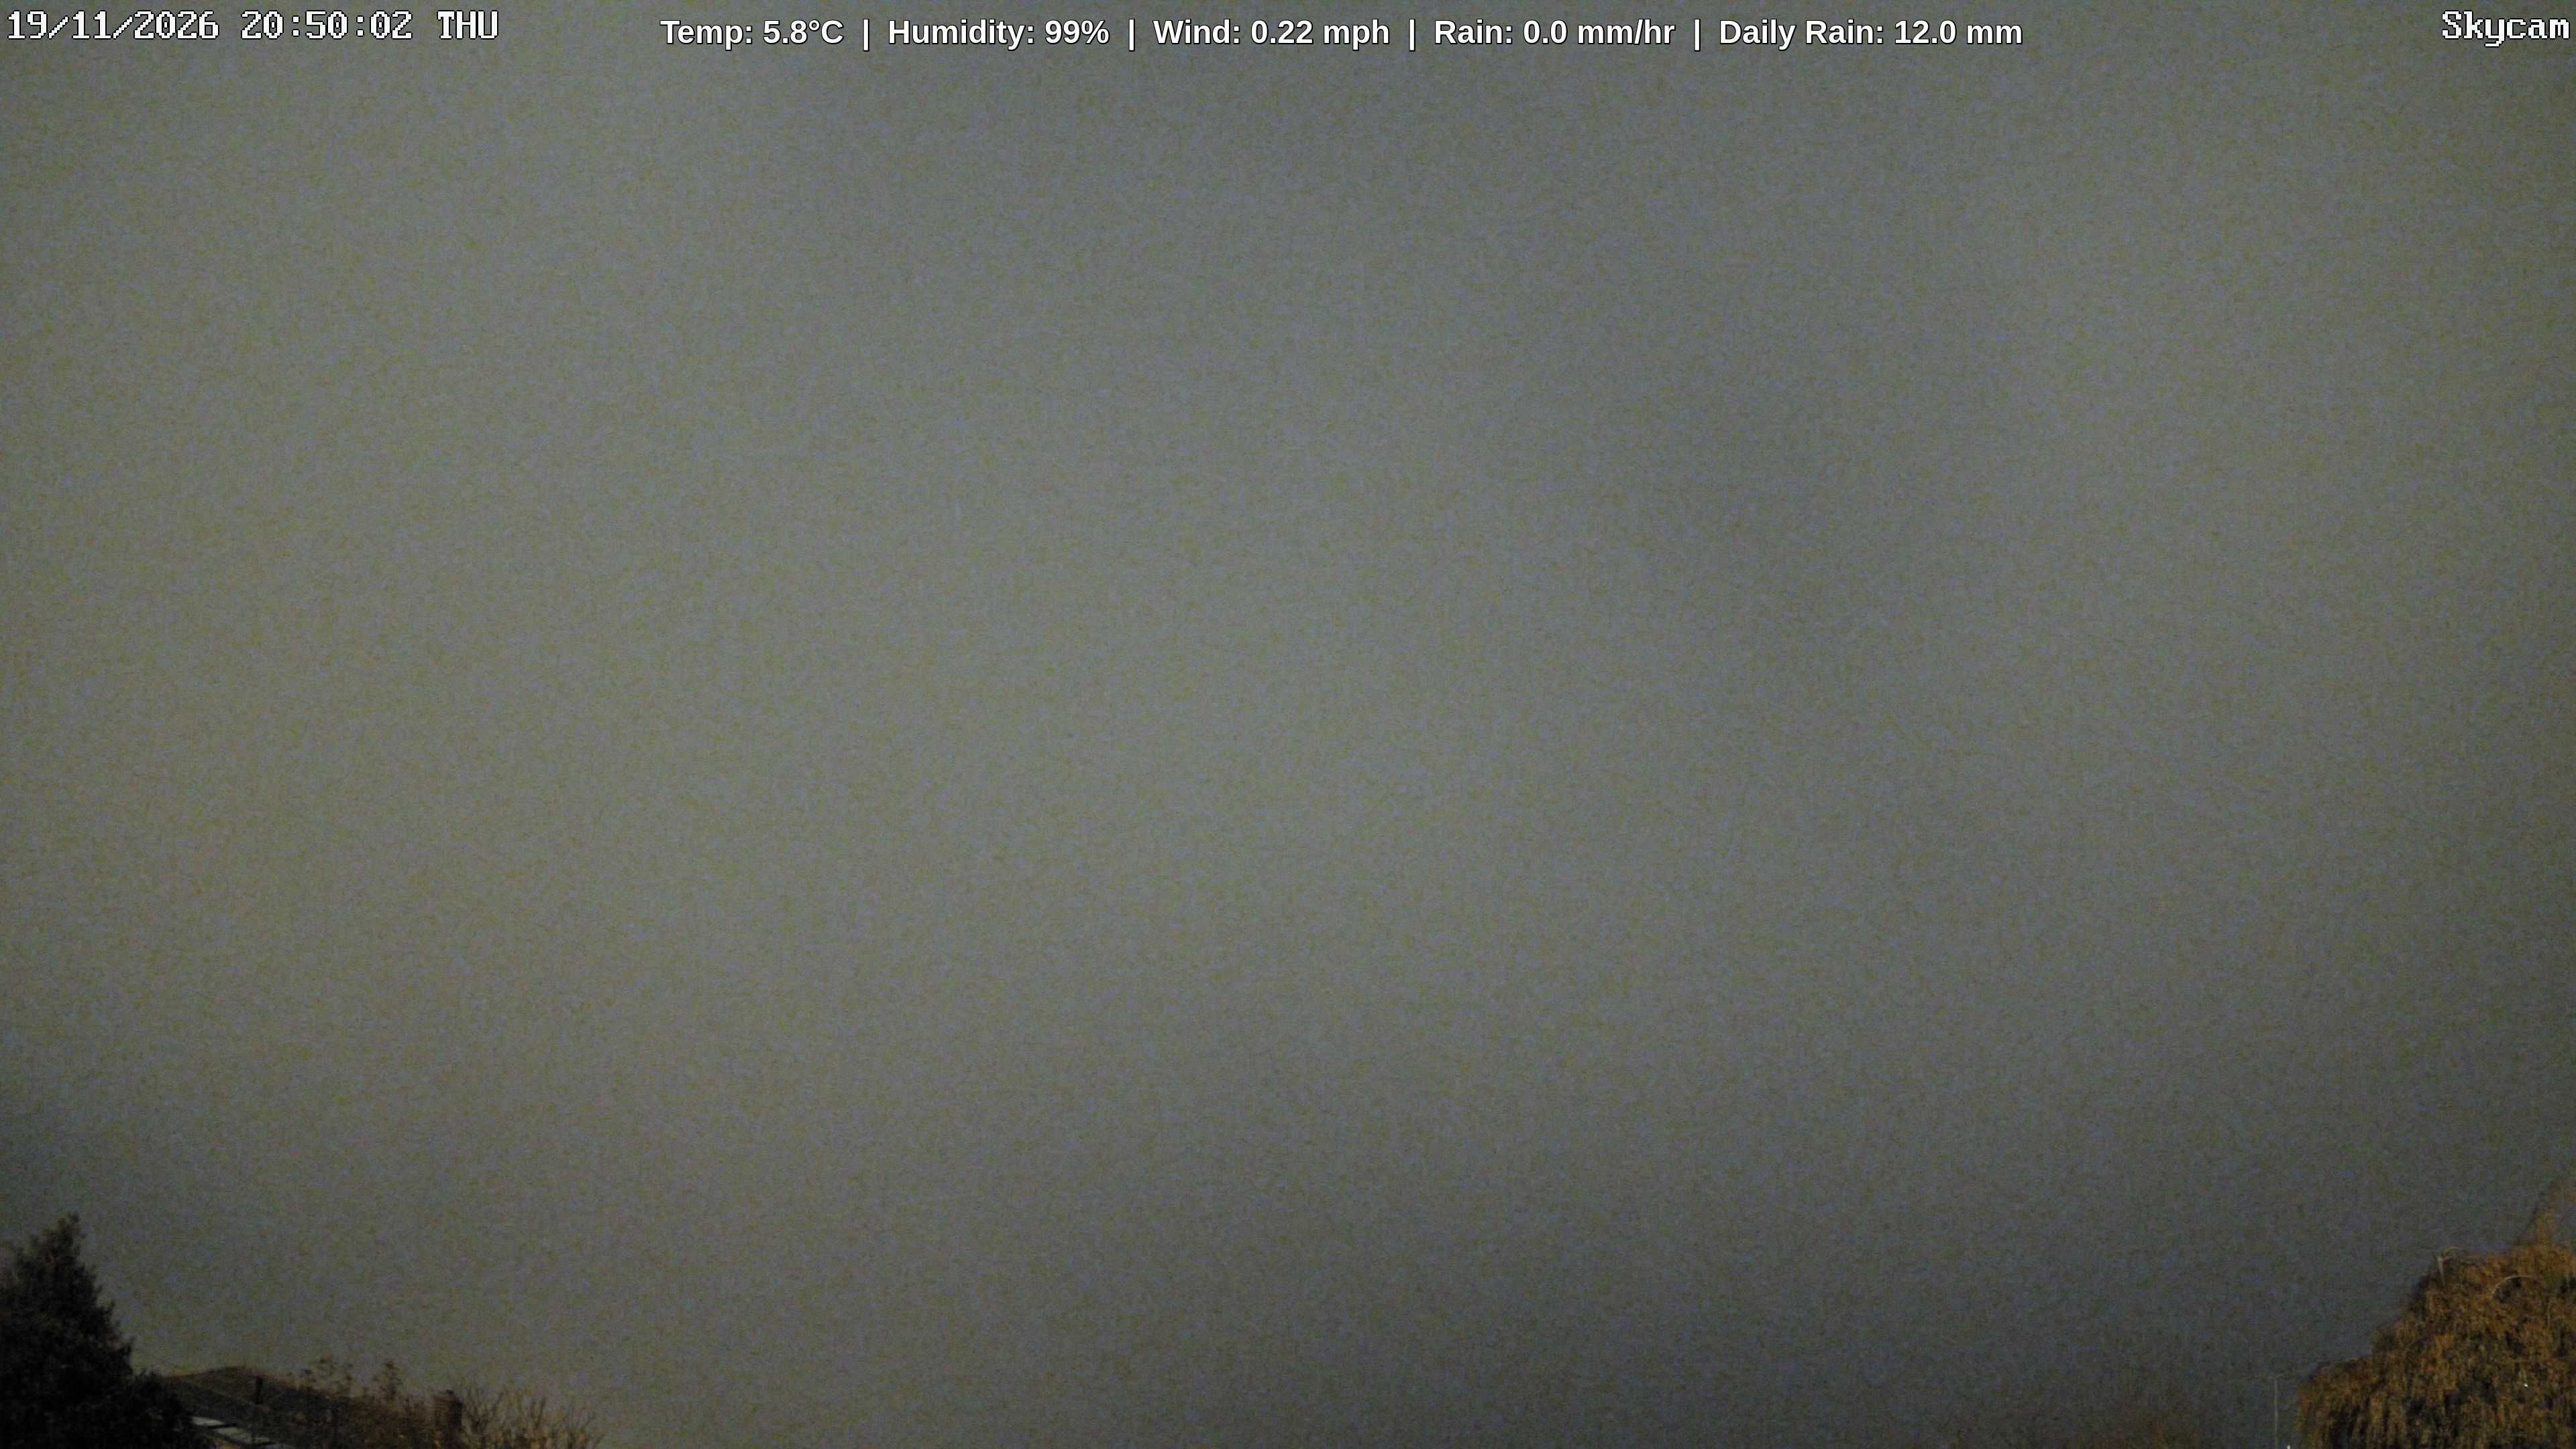 19/11/2026 20:50:02 THU
Temp: 5.8°C | Humidity: 99% | Wind: 0.22 mph | Rain: 0.0 mm/hr | Daily Rain: 12.0 mm
Skycam